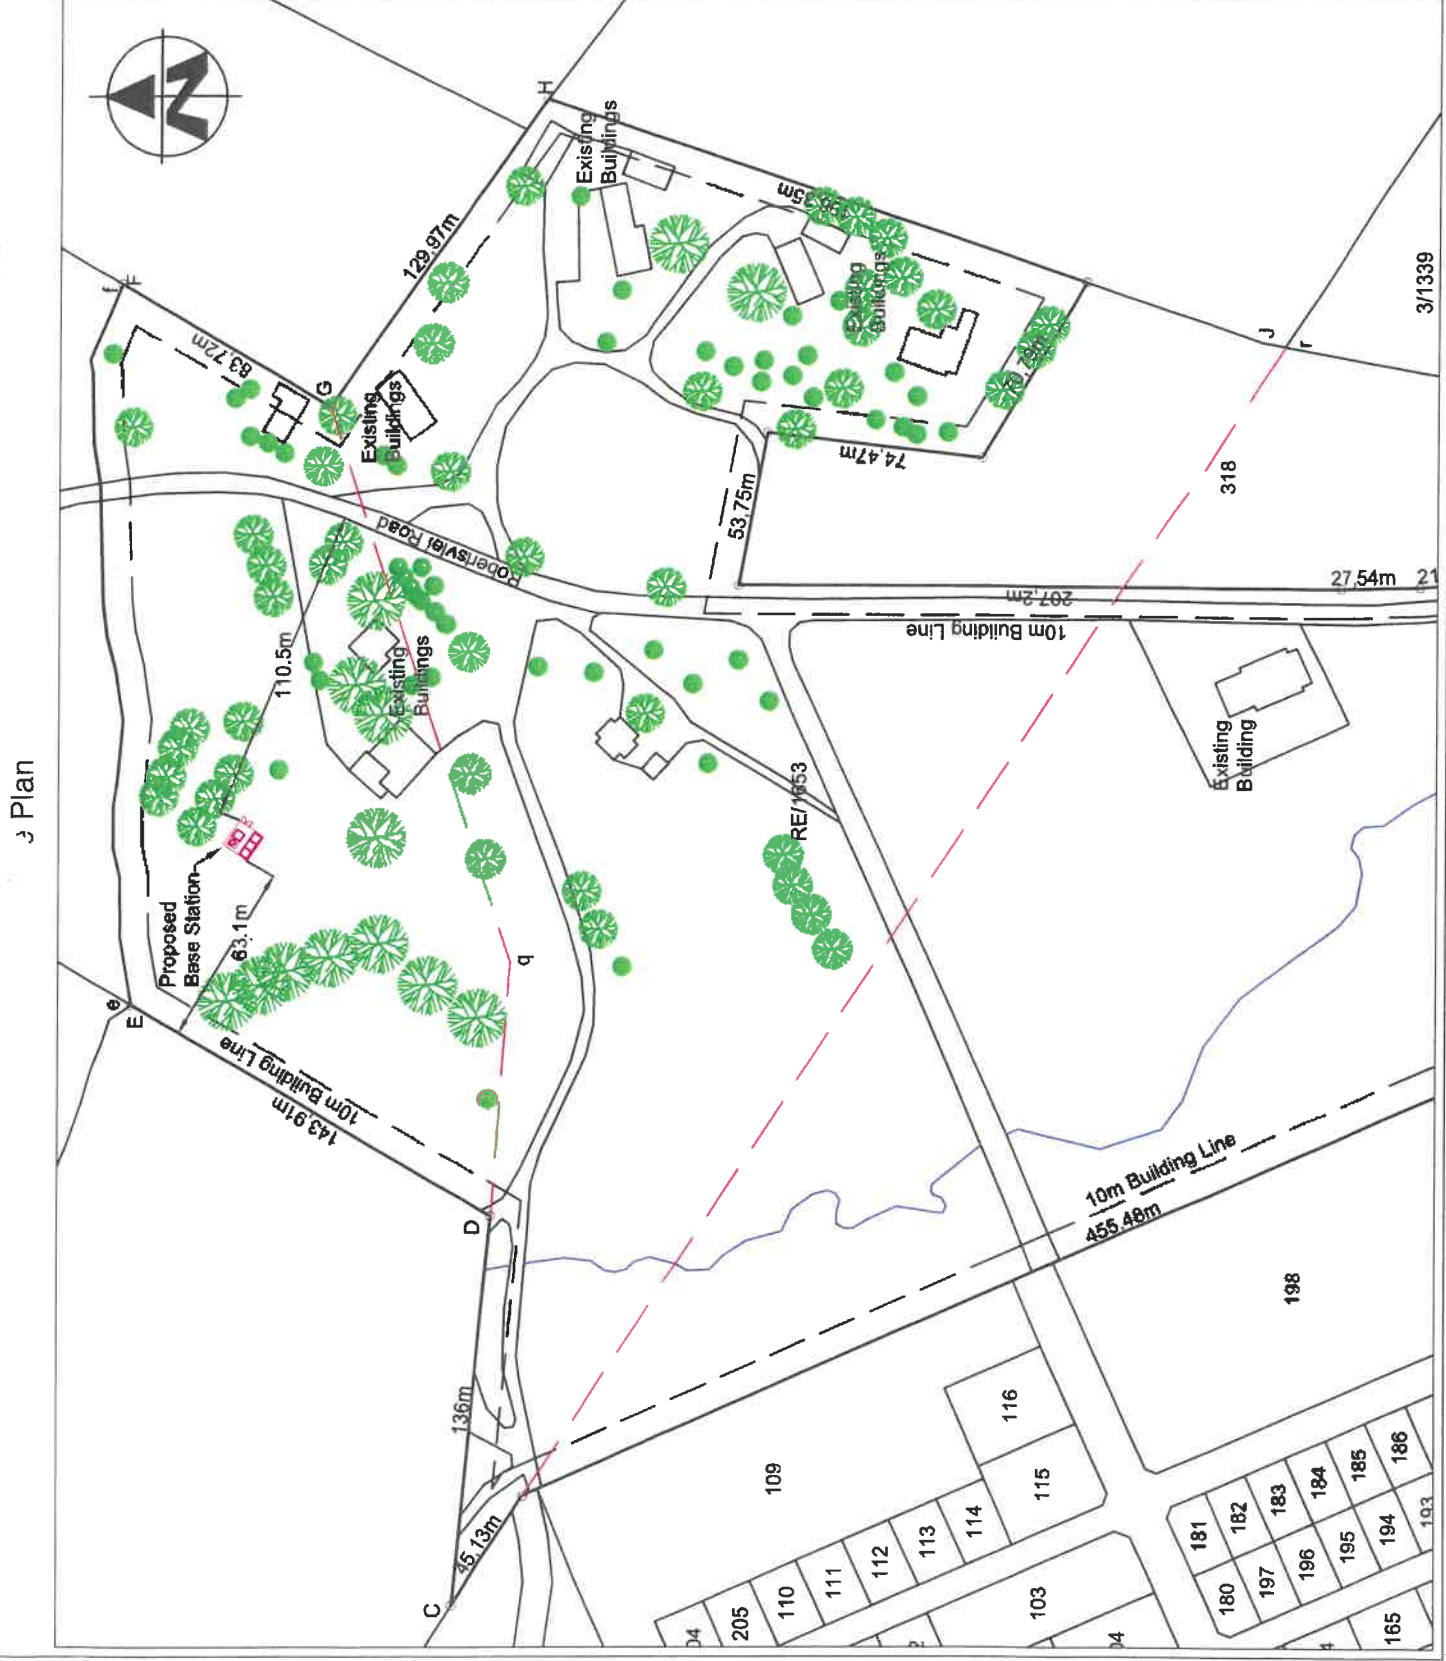 Plan
N
H
f
F
G
129,97m
83,72m
Existing
Buildings
Existing
Buildings
Existing
Buildings
Robertsvlei Road
53,75m
74,47m
J
r
318
3/1339
27,54m
21
207,2m
10m Building Line
110.5m
Existing
Buildings
Existing
Building
RE/1653
Proposed
Base Station
63.1m
e
E
10m Building Line
143,91m
q
D
136m
C
45,13m
10m Building Line
455,48m
198
109
116
115
114
113
112
111
110
205
103
181
182
183
184
185
186
180
197
196
195
194
193
165